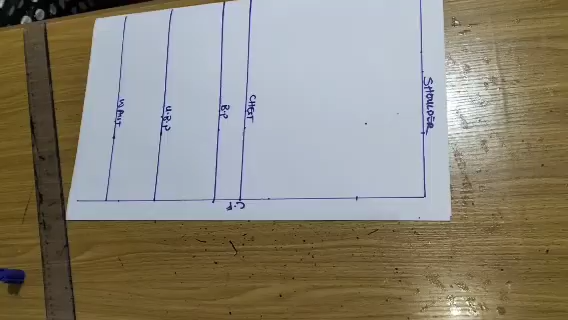 SHOULDER
CHEST
C.P
B.P
U.B.P
WAIST